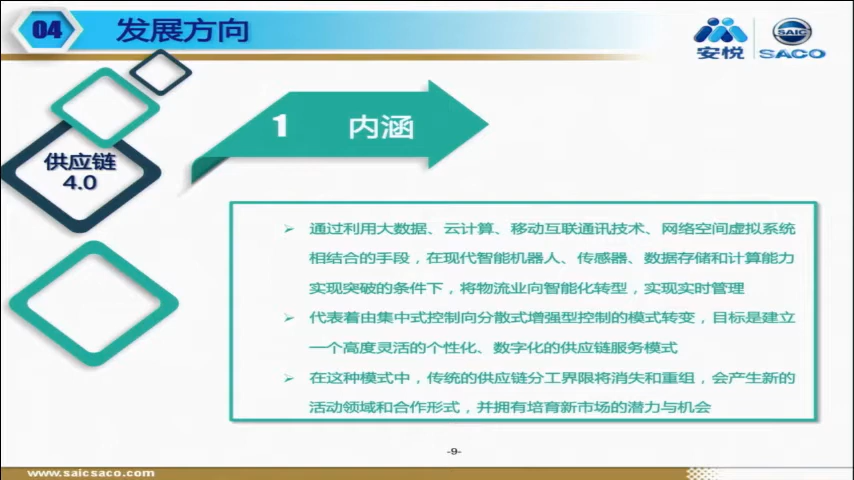 04 发展方向
安悦
SAIC
SACO
供应链
4.0
1 内涵
通过利用大数据、云计算、移动互联通讯技术、网络空间虚拟系统
相结合的手段，在现代智能机器人、传感器、数据存储和计算能力
实现突破的条件下，将物流业向智能化转型，实现实时管理
代表着由集中式控制向分散式增强型控制的模式转变，目标是建立
一个高度灵活的个性化、数字化的供应链服务模式
在这种模式中，传统的供应链分工界限将消失和重组，会产生新的
活动领域和合作形式，并拥有培育新市场的潜力与机会
-9-
www.saicsaco.com